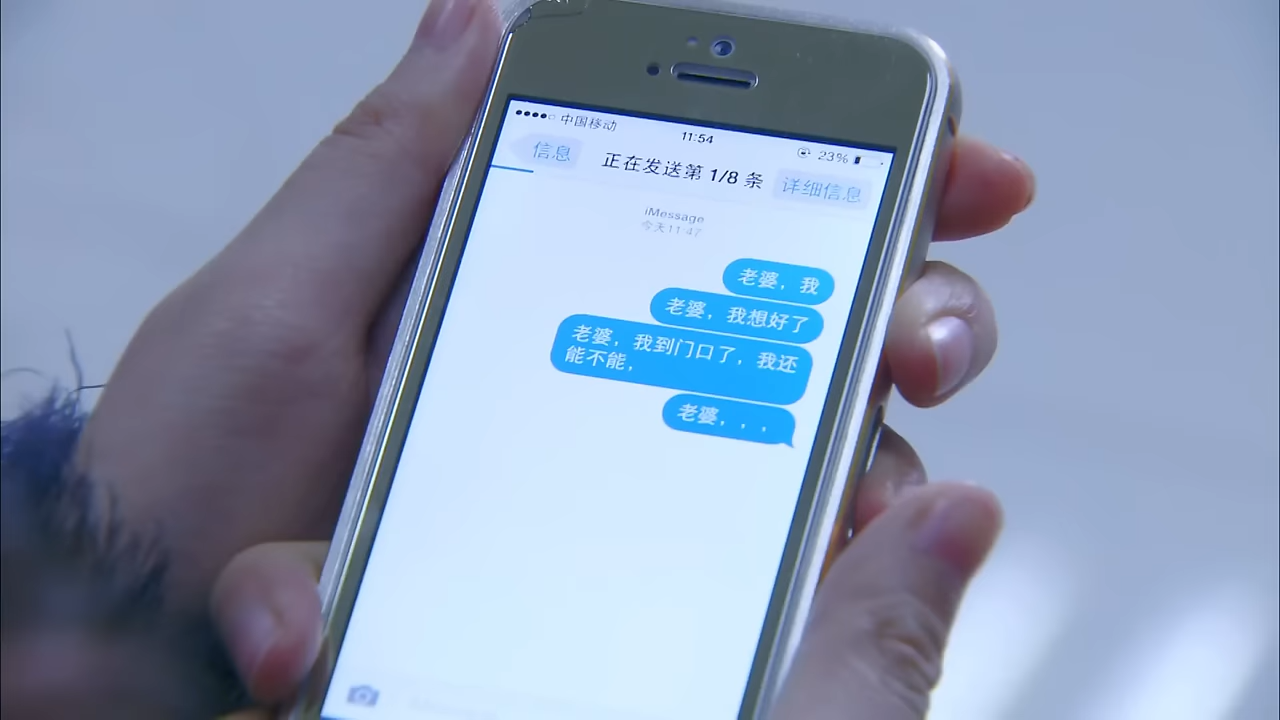 中国移动 11:54 23%
信息 正在发送第 1/8 条 详细信息
iMessage
今天11:47
老婆，我
老婆，我想好了
老婆，我到门口了，我还
能不能，
老婆，，，